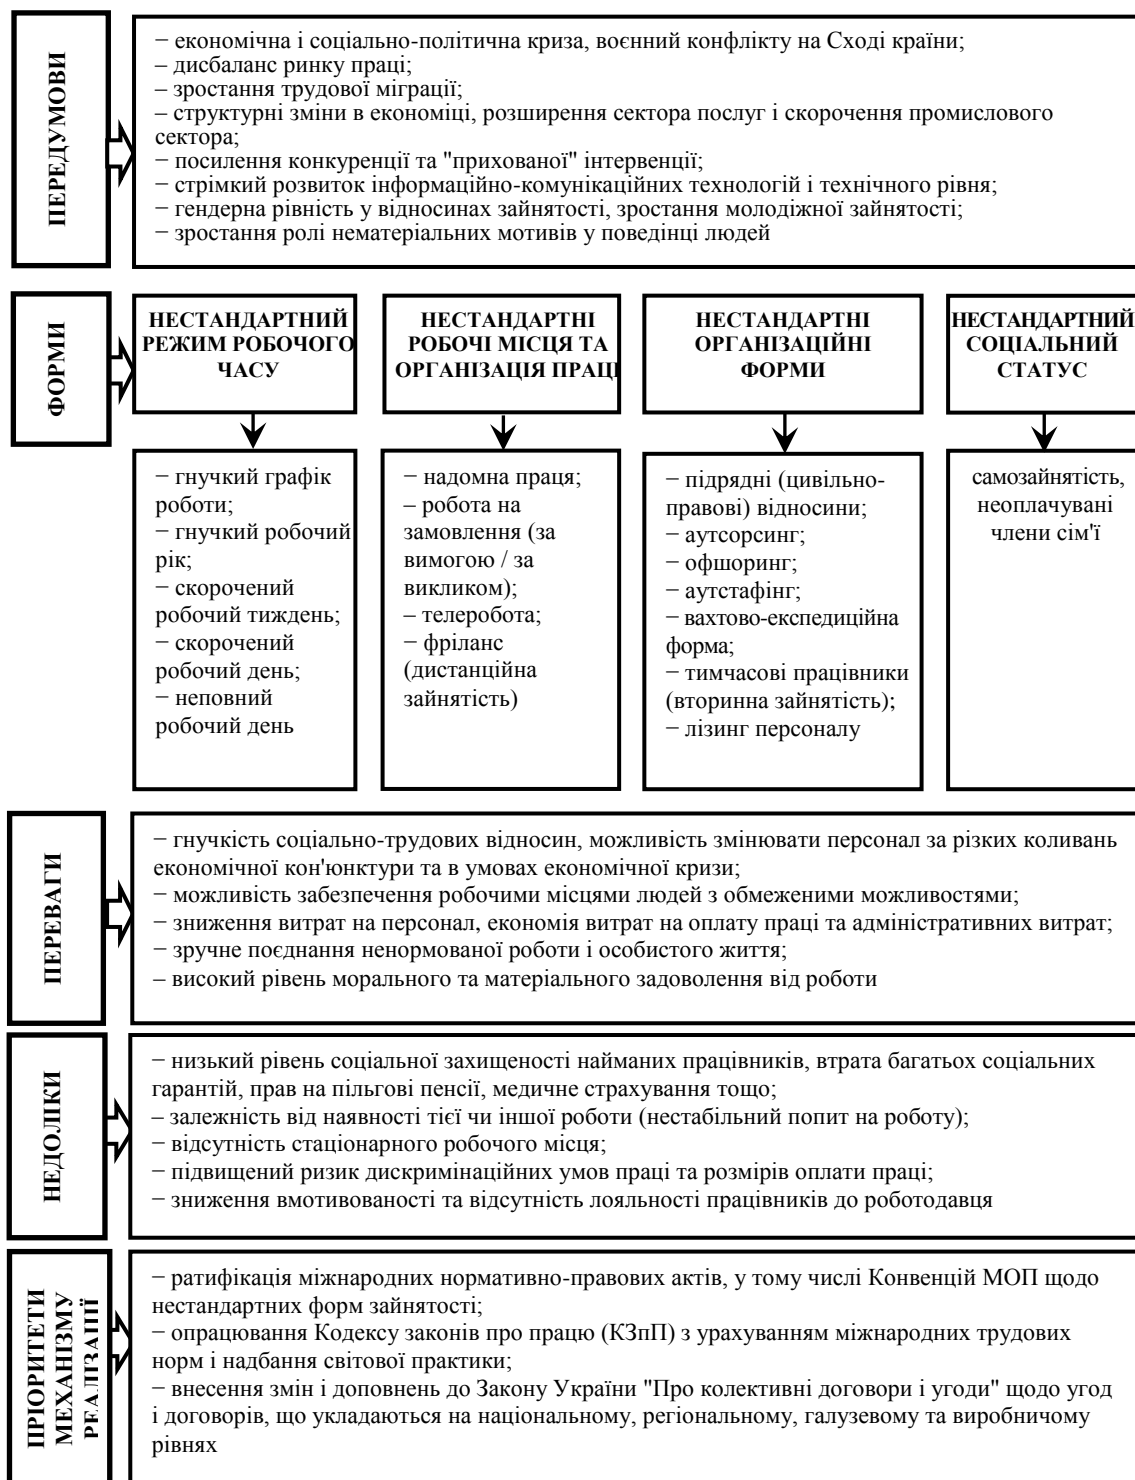 ПЕРЕДУМОВИ
− економічна і соціально-політична криза, воєнний конфлікту на Сході країни;
– дисбаланс ринку праці;
− зростання трудової міграції;
– структурні зміни в економіці, розширення сектора послуг і скорочення промислового
сектора;
− посилення конкуренції та "прихованої" інтервенції;
− стрімкий розвиток інформаційно-комунікаційних технологій і технічного рівня;
− гендерна рівність у відносинах зайнятості, зростання молодіжної зайнятості;
− зростання ролі нематеріальних мотивів у поведінці людей
ФОРМИ
НЕСТАНДАРТНИЙ
РЕЖИМ РОБОЧОГО
ЧАСУ
− гнучкий графік
роботи;
− гнучкий робочий
рік;
− скорочений
робочий тиждень;
− скорочений
робочий день;
− неповний
робочий день
НЕСТАНДАРТНІ
РОБОЧІ МІСЦЯ ТА
ОРГАНІЗАЦІЯ ПРАЦІ
− надомна праця;
– робота на
замовлення (за
вимогою / за
викликом);
− телеробота;
− фріланс
(дистанційна
зайнятість)
НЕСТАНДАРТНІ
ОРГАНІЗАЦІЙНІ
ФОРМИ
− підрядні (цивільно-
правові) відносини;
− аутсорсинг;
− офшоринг;
− аутстафінг;
− вахтово-експедиційна
форма;
− тимчасові працівники
(вторинна зайнятість);
− лізинг персоналу
НЕСТАНДАРТНИЙ
СОЦІАЛЬНИЙ
СТАТУС
самозайнятість,
неоплачувані
члени сім'ї
ПЕРЕВАГИ
− гнучкість соціально-трудових відносин, можливість змінювати персонал за різких коливань
економічної кон'юнктури та в умовах економічної кризи;
− можливість забезпечення робочими місцями людей з обмеженими можливостями;
− зниження витрат на персонал, економія витрат на оплату праці та адміністративних витрат;
− зручне поєднання ненормованої роботи і особистого життя;
– високий рівень морального та матеріального задоволення від роботи
НЕДОЛІКИ
− низький рівень соціальної захищеності найманих працівників, втрата багатьох соціальних
гарантій, прав на пільгові пенсії, медичне страхування тощо;
– залежність від наявності тієї чи іншої роботи (нестабільний попит на роботу);
− відсутність стаціонарного робочого місця;
− підвищений ризик дискримінаційних умов праці та розмірів оплати праці;
− зниження вмотивованості та відсутність лояльності працівників до роботодавця
ПРІОРИТЕТИ
МЕХАНІЗМУ
РЕАЛІЗАЦІЇ
− ратифікація міжнародних нормативно-правових актів, у тому числі Конвенцій МОП щодо
нестандартних форм зайнятості;
− опрацювання Кодексу законів про працю (КЗпП) з урахуванням міжнародних трудових
норм і надбання світової практики;
− внесення змін і доповнень до Закону України "Про колективні договори і угоди" щодо угод
і договорів, що укладаються на національному, регіональному, галузевому та виробничому
рівнях